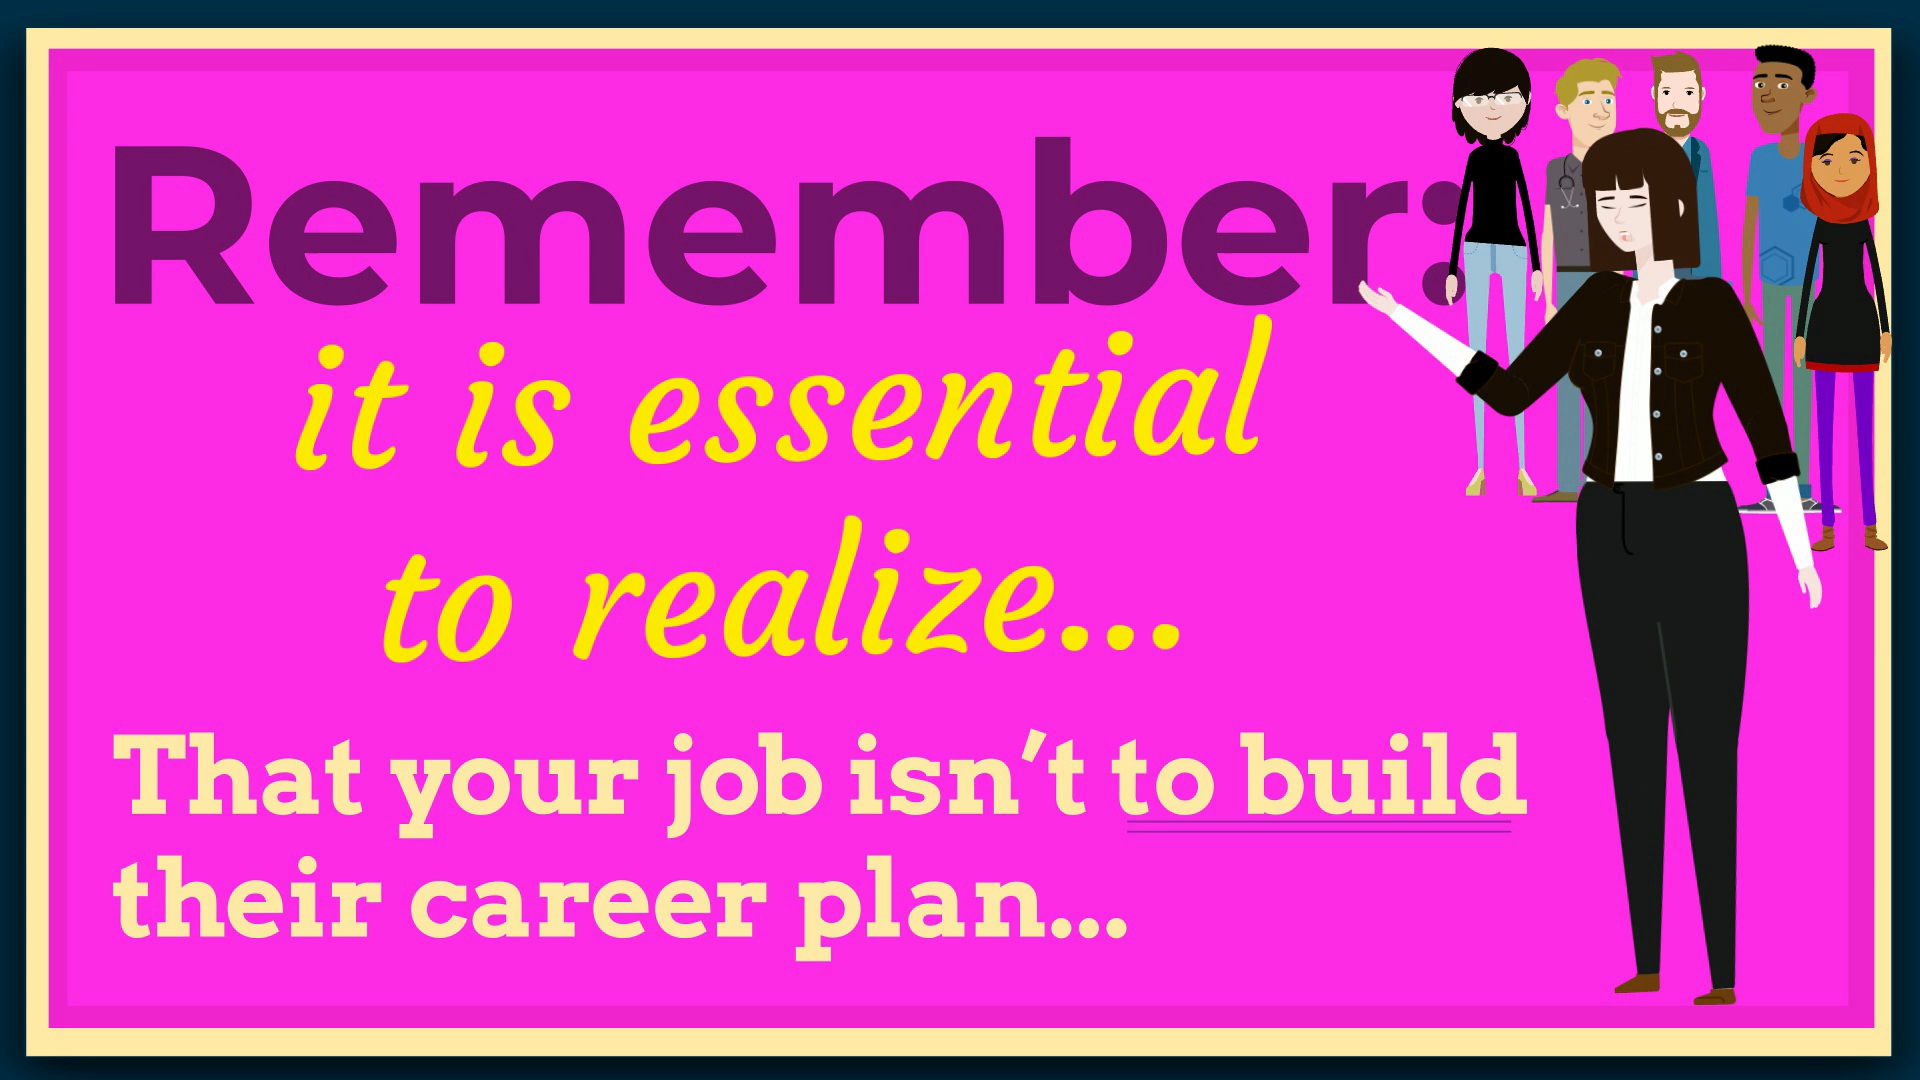 Remember:
it is essential
to realize...
That your job isn't to build
their career plan...